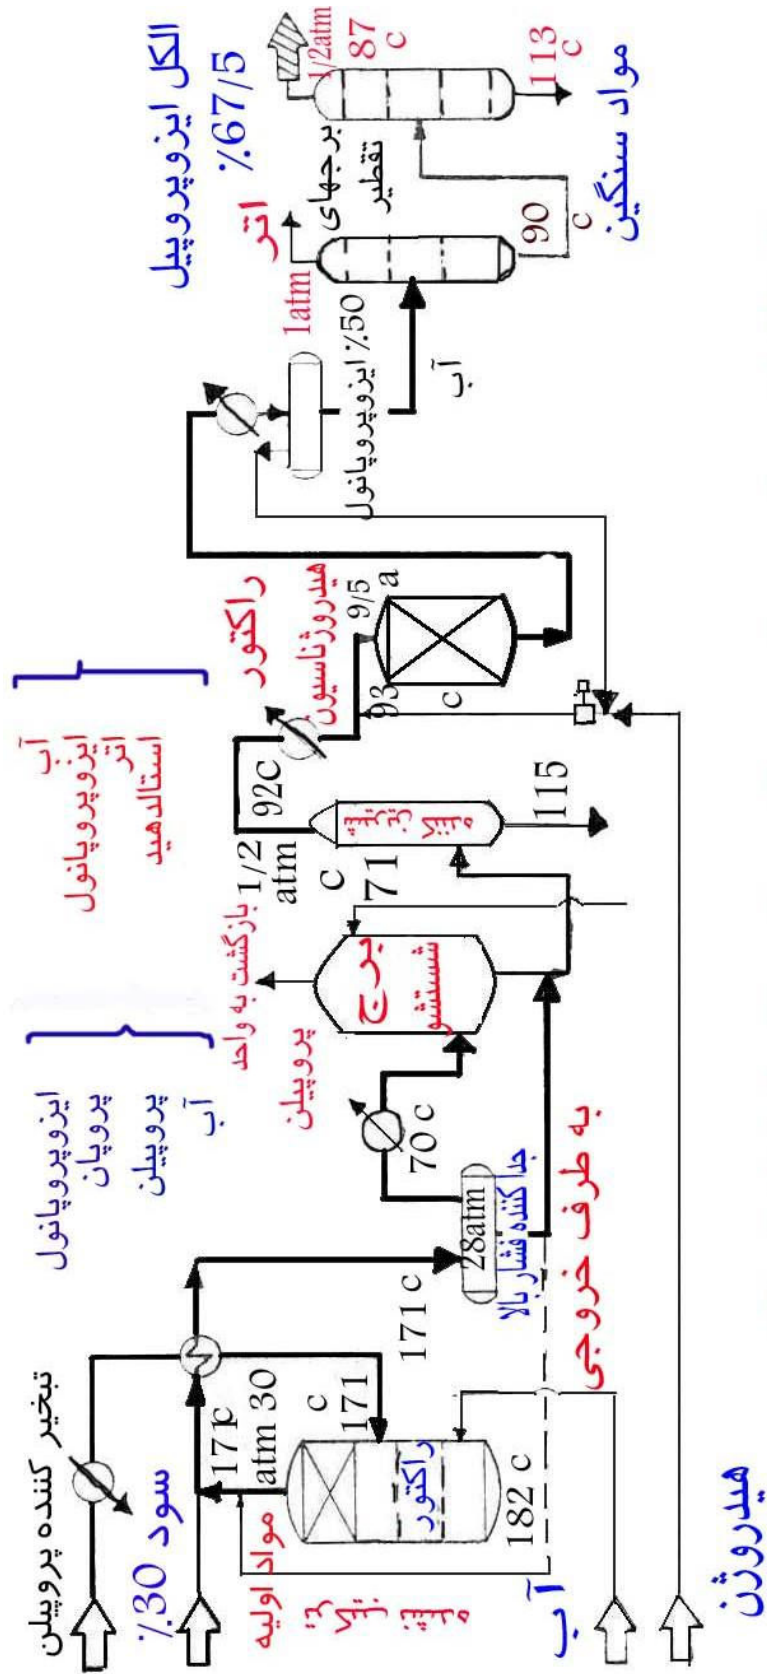 تبخیر کننده پروپیلن
%30 سود
مواد اولیه
171c
30 atm
171
c
راکتور
182 c
آب
هیدروژن
171 c
28atm
جداکننده فشار بالا
به طرف خروجی
70 c
ایزوپروپانول
پروپان
پروپیلن
آب
بازگشت به واحد
پروپیلن
برج
شستشو
71
c
1/2
atm
92C
115
آب
ایزوپروپانول
اتر
استالدهید
راکتور
هیدروژناسیون
9/5
a
93
c
1atm
%50 ایزوپروپانول
آب
اتر
برجهای
تقطیر
90
c
الکل ایزوپروپیل
%67/5
1/2atm
87
c
113
c
مواد سنگین